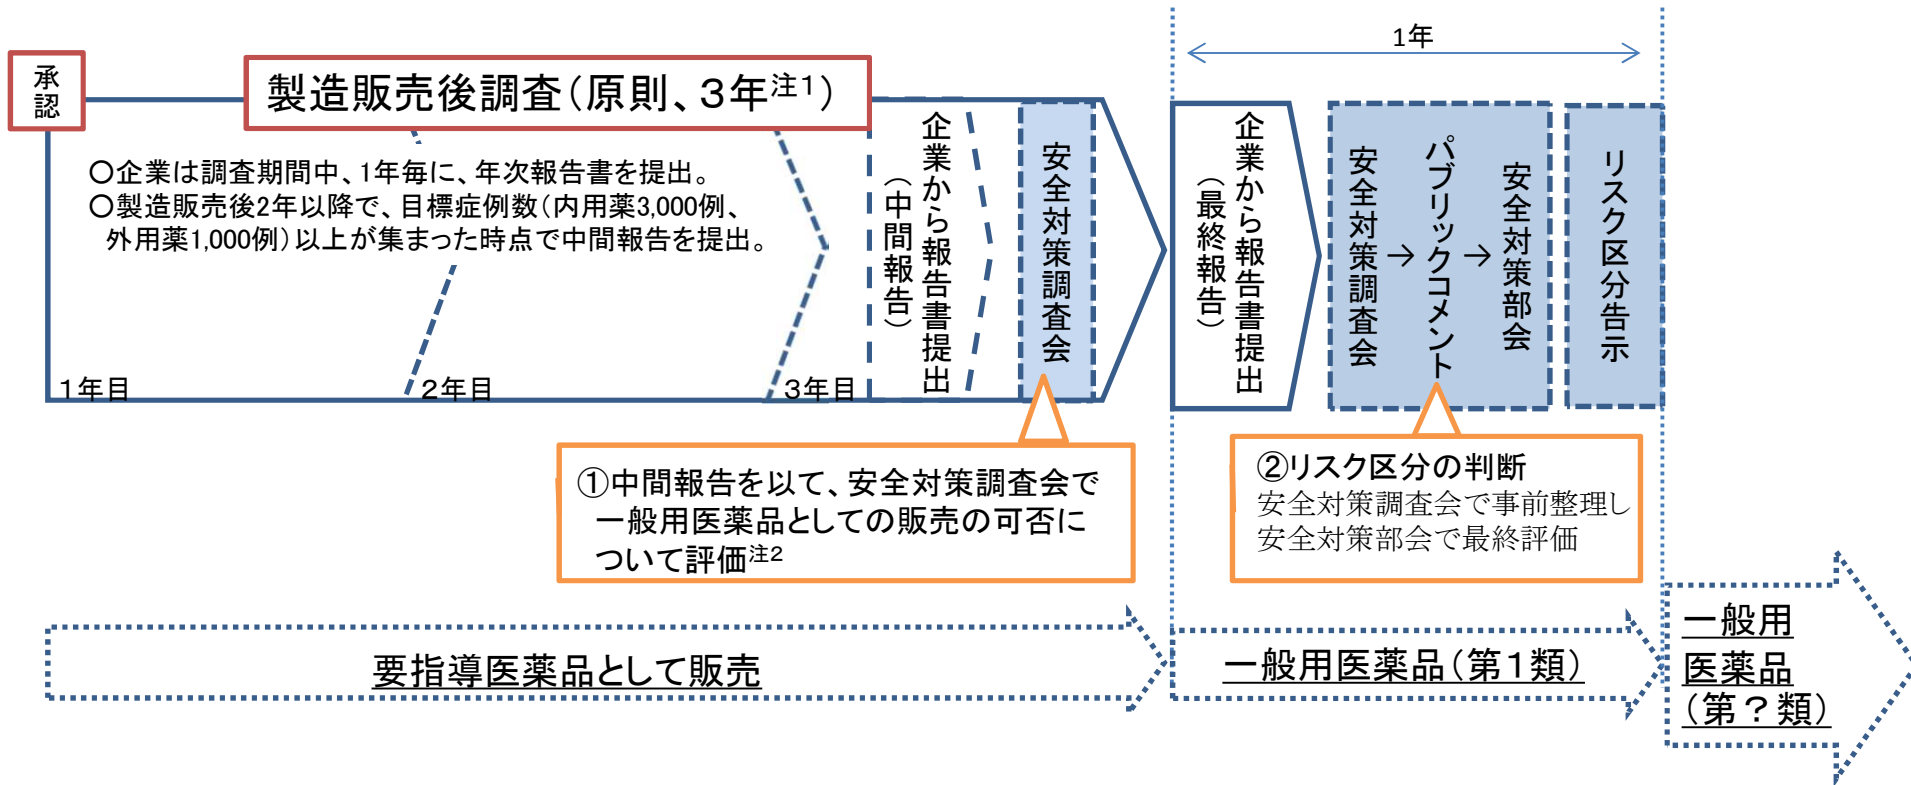 承認
製造販売後調査（原則、3年注1）
1年
○企業は調査期間中、1年毎に、年次報告書を提出。
○製造販売後2年以降で、目標症例数（内用薬3,000例、
外用薬1,000例）以上が集まった時点で中間報告を提出。
1年目
2年目
3年目
企業から報告書提出
（中間報告）
安全対策調査会
企業から報告書提出
（最終報告）
安全対策調査会
→
パブリックコメント
→
安全対策部会
リスク区分告示
①中間報告を以て、安全対策調査会で
一般用医薬品としての販売の可否に
ついて評価注2
②リスク区分の判断
安全対策調査会で事前整理し
安全対策部会で最終評価
要指導医薬品として販売
一般用医薬品（第1類）
一般用
医薬品
（第？類）